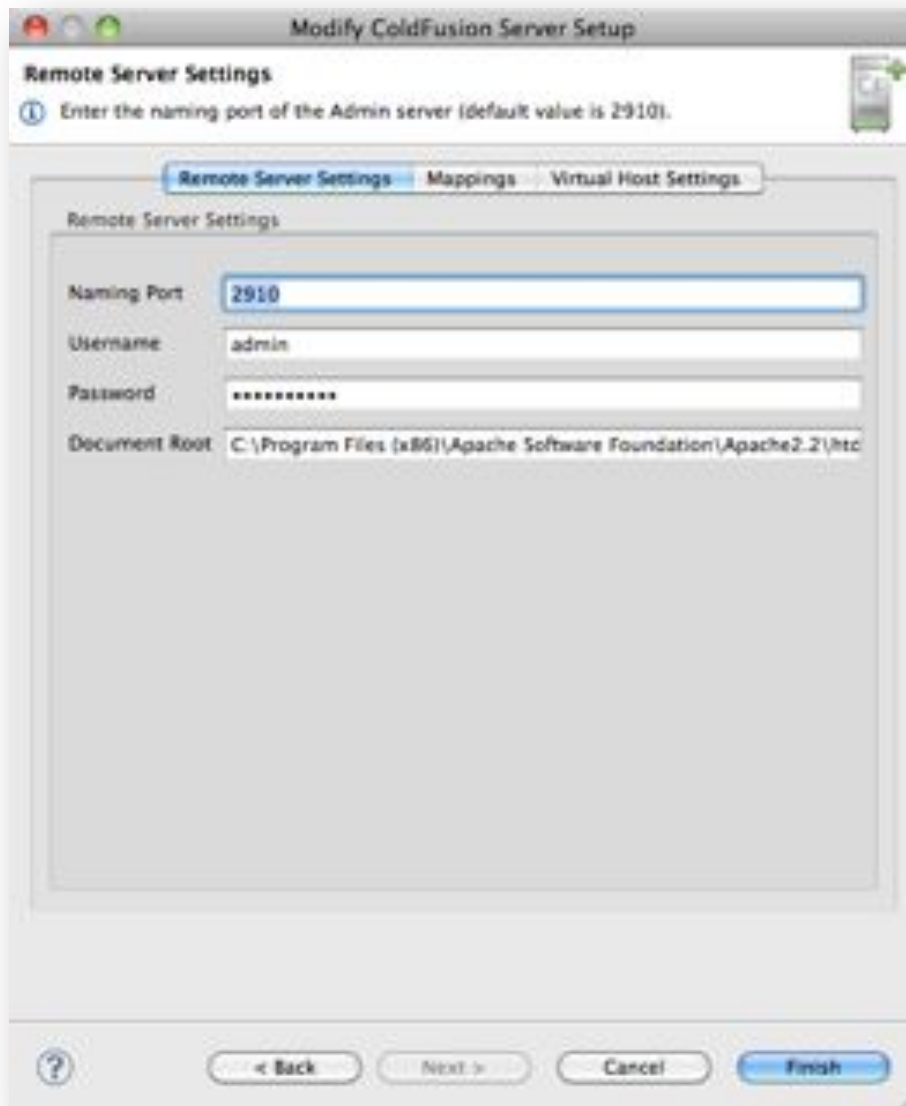 Modify ColdFusion Server Setup
Remote Server Settings
Enter the naming port of the Admin server (default value is 2910).
Remote Server Settings Mappings Virtual Host Settings
Remote Server Settings
Naming Port 2910
Username admin
Password ••••••••••
Document Root C:\Program Files (x86)\Apache Software Foundation\Apache2.2\htc
< Back Next > Cancel Finish